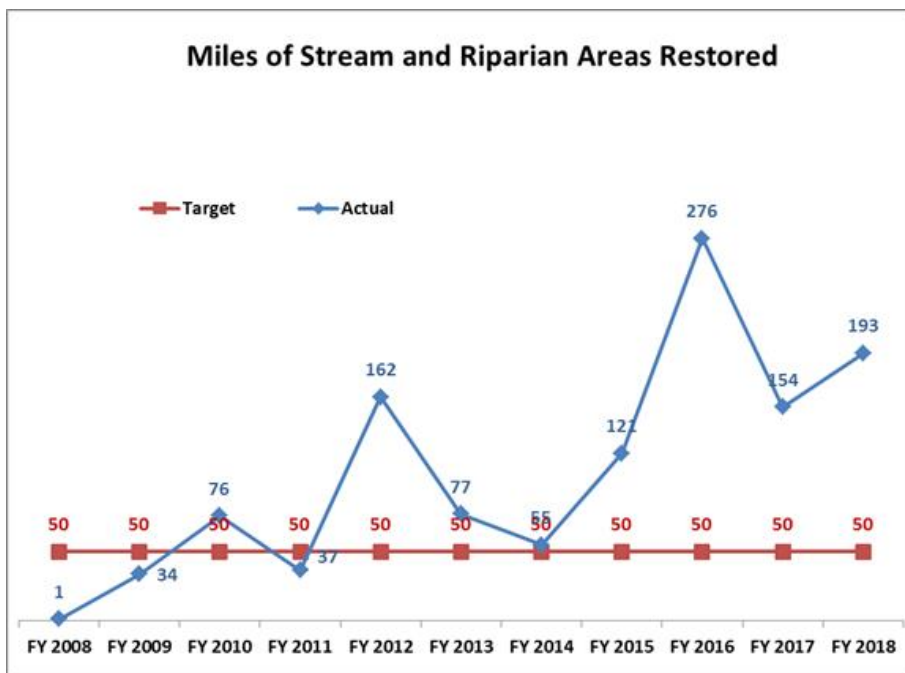 Miles of Stream and Riparian Areas Restored
Target Actual
276
193
162
154
121
76
77
50 50 50 50 50 50 50 50 50 50 50
55
37
34
1
FY 2008 FY 2009 FY 2010 FY 2011 FY 2012 FY 2013 FY 2014 FY 2015 FY 2016 FY 2017 FY 2018